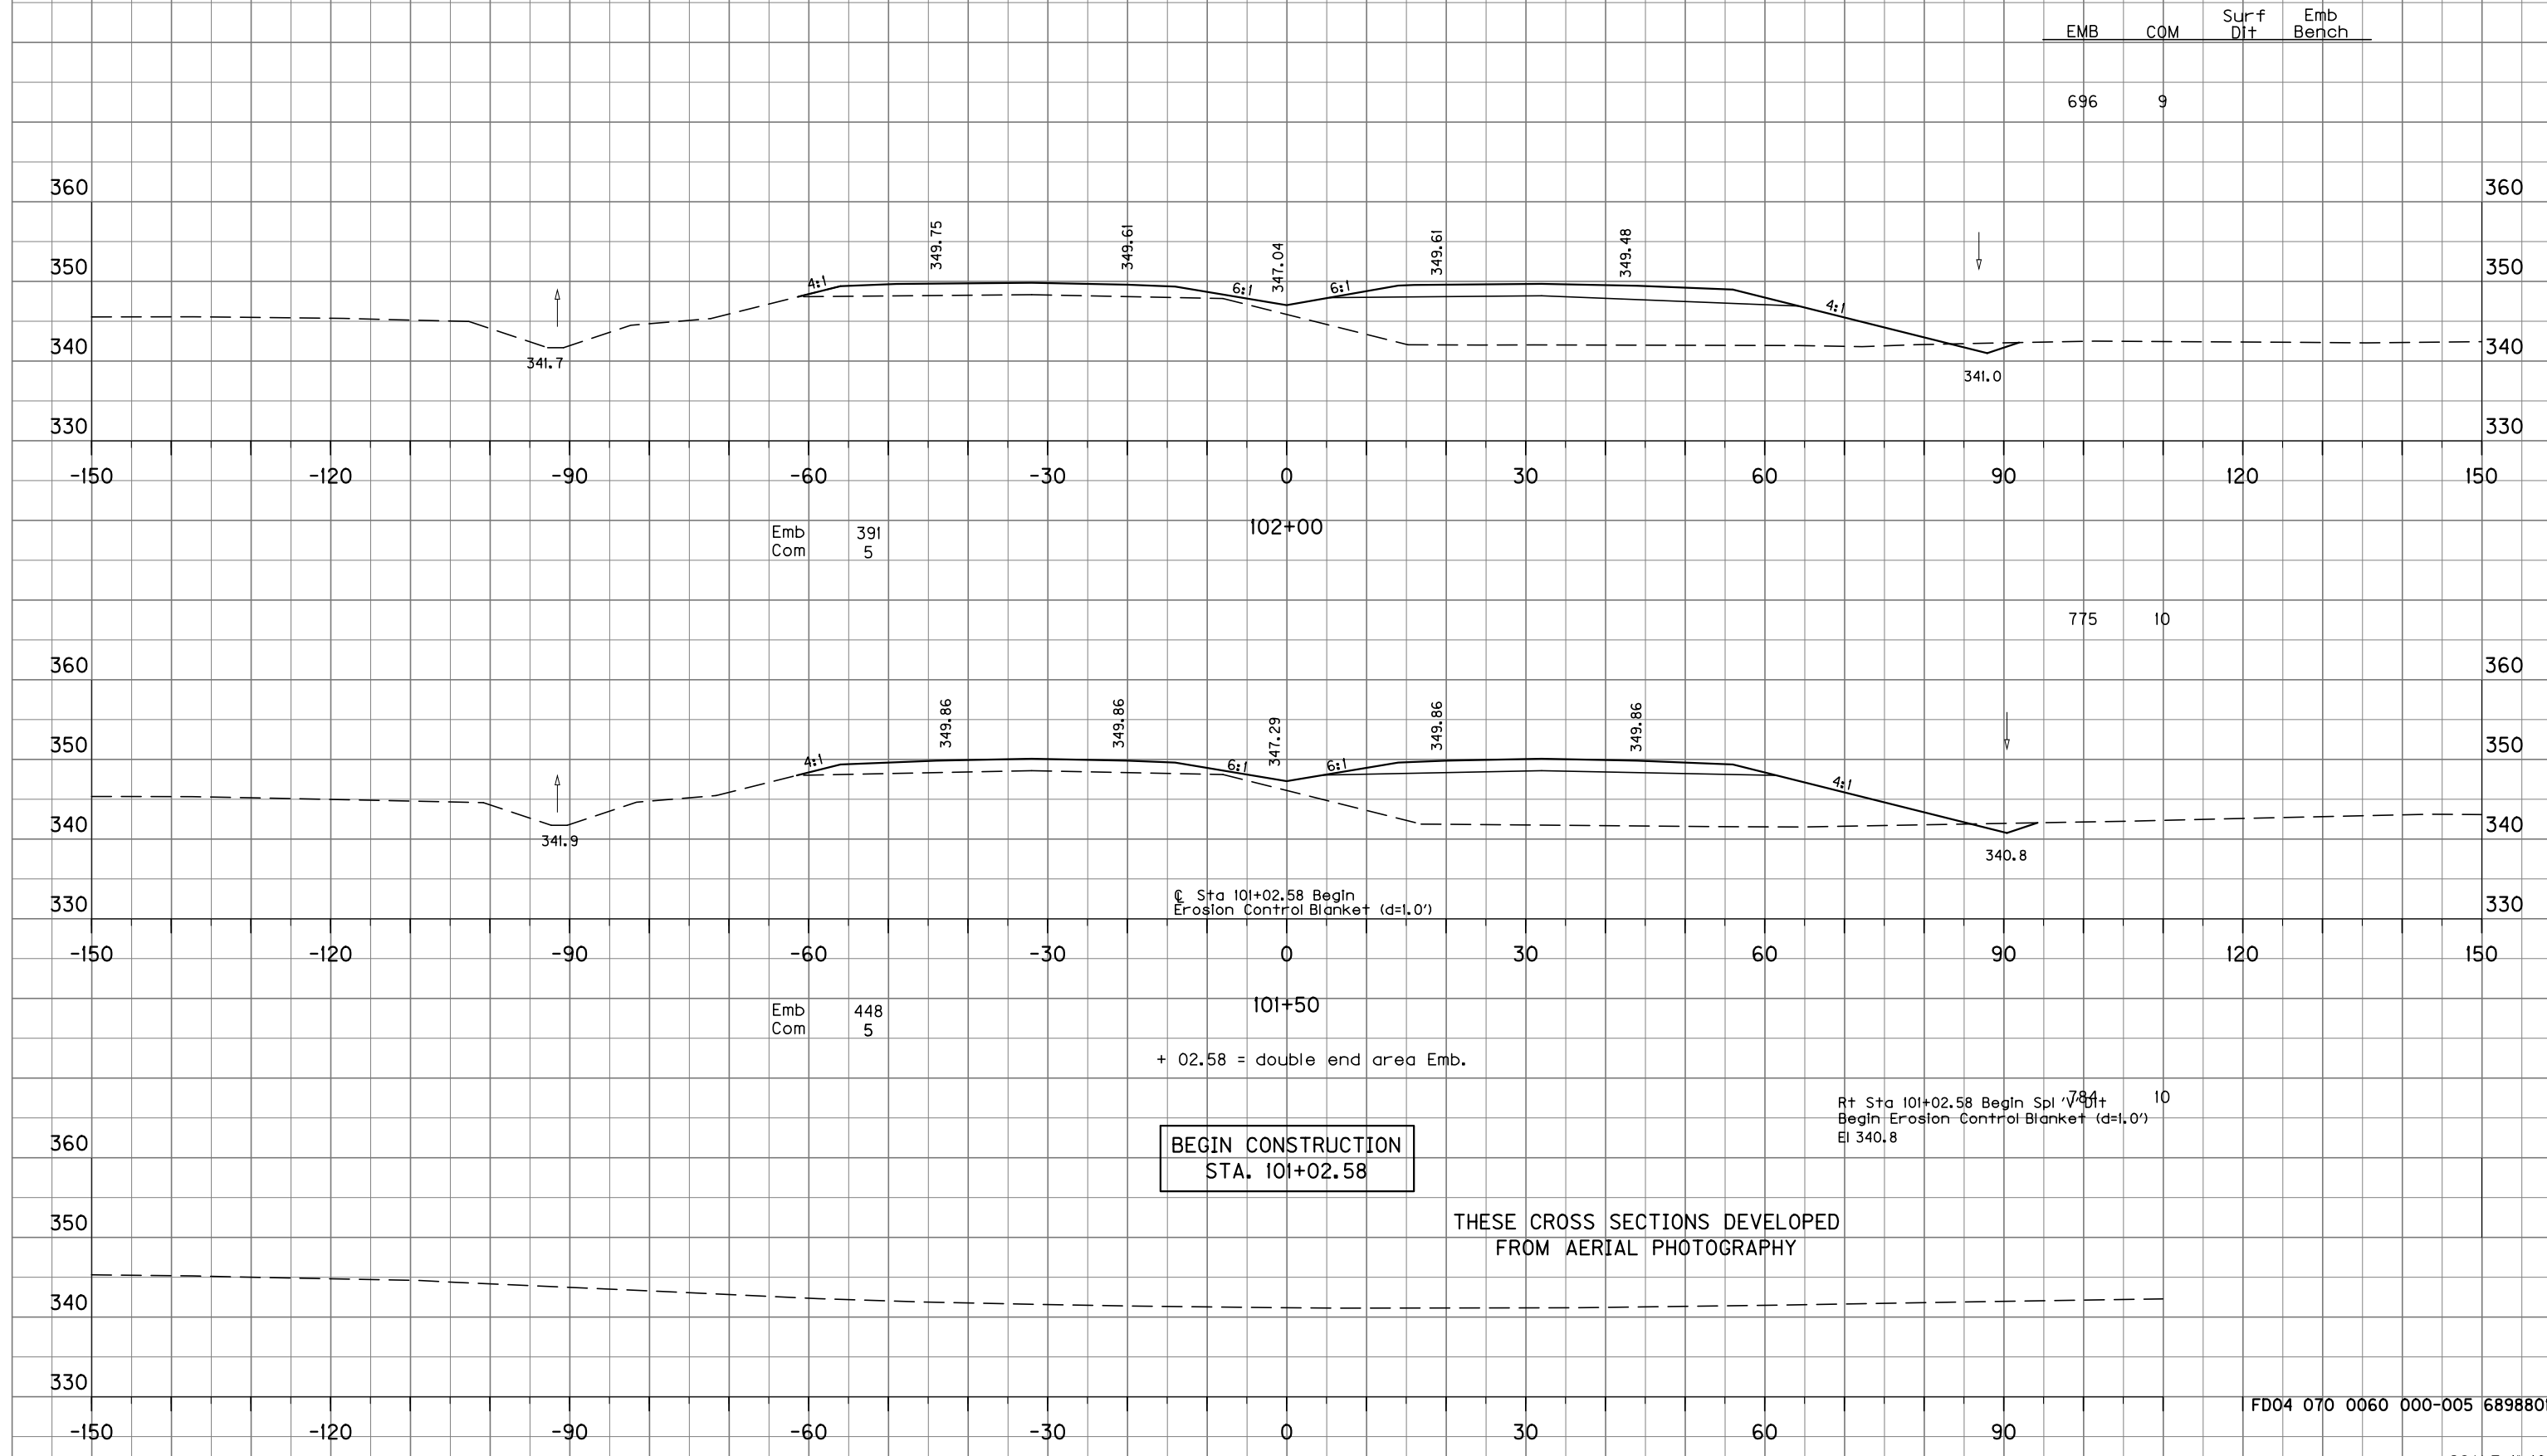 Surf Emb
EMB COM Dit Bench
696 9
360 360
349.75 349.61 347.04 349.61 349.48
350 350
4:1 6:1 6:1 4:1
340 340
341.7 341.0
330 330
-150 -120 -90 -60 -30 0 30 60 90 120 150
102+00
Emb 391
Com 5
775 10
360 360
349.86 349.86 347.29 349.86 349.86
350 350
4:1 6:1 6:1 4:1
340 340
341.9 340.8
℄ Sta 101+02.58 Begin
Erosion Control Blanket (d=1.0')
330 330
-150 -120 -90 -60 -30 0 30 60 90 120 150
101+50
Emb 448
Com 5
+ 02.58 = double end area Emb.
784 10
Rt Sta 101+02.58 Begin Spl 'V' Dit
Begin Erosion Control Blanket (d=1.0')
El 340.8
360
BEGIN CONSTRUCTION
STA. 101+02.58
350
THESE CROSS SECTIONS DEVELOPED
FROM AERIAL PHOTOGRAPHY
340
330
FD04 070 0060 000-005 689880
-150 -120 -90 -60 -30 0 30 60 90